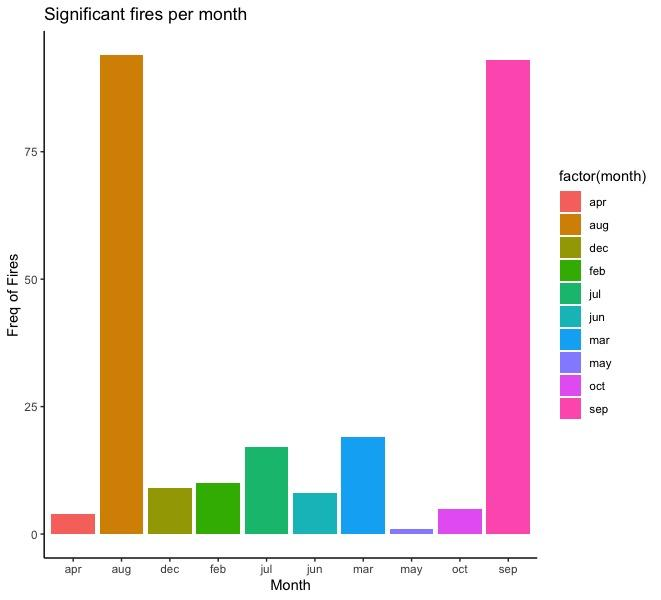 Significant fires per month
Freq of Fires
75
50
25
0
apr aug dec feb jul jun mar may oct sep
Month
factor(month)
apr
aug
dec
feb
jul
jun
mar
may
oct
sep